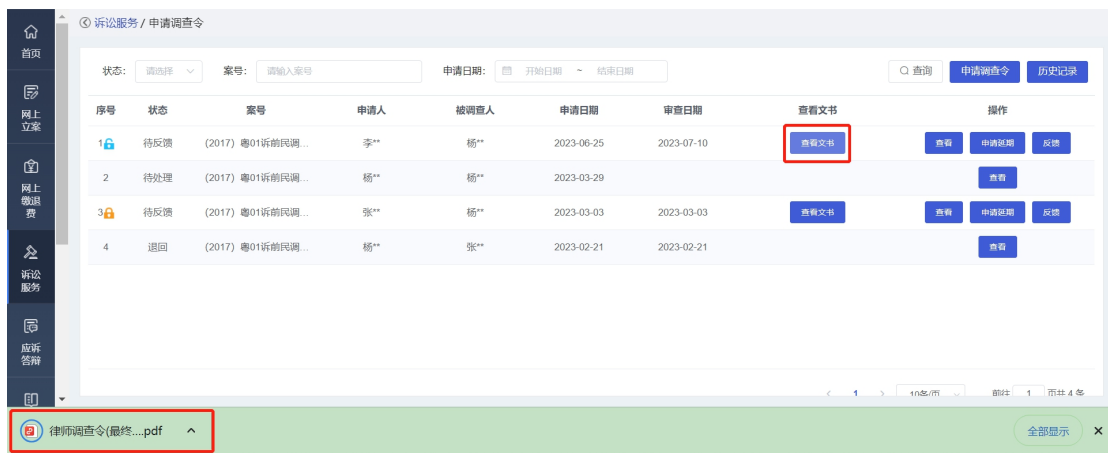 诉讼服务 / 申请调查令
首页
网上
立案
网上
缴退
费
诉讼
服务
应诉
答辩
状态: 请选择 案号: 请输入案号 申请日期: 开始日期 ~ 结束日期 查询 申请调查令 历史记录
序号 状态 案号 申请人 被调查人 申请日期 审查日期 查看文书 操作
1 待反馈 (2017) 粤01诉前民调... 李** 杨** 2023-06-25 2023-07-10 查看文书 查看 申请延期 反馈
2 待处理 (2017) 粤01诉前民调... 杨** 杨** 2023-03-29 查看
3 待反馈 (2017) 粤01诉前民调... 张** 杨** 2023-03-03 2023-03-03 查看文书 查看 申请延期 反馈
4 退回 (2017) 粤01诉前民调... 杨** 张** 2023-02-21 2023-02-21 查看
< 1 > 10条/页 前往 1 页共 4 条
律师调查令(最终....pdf 全部显示